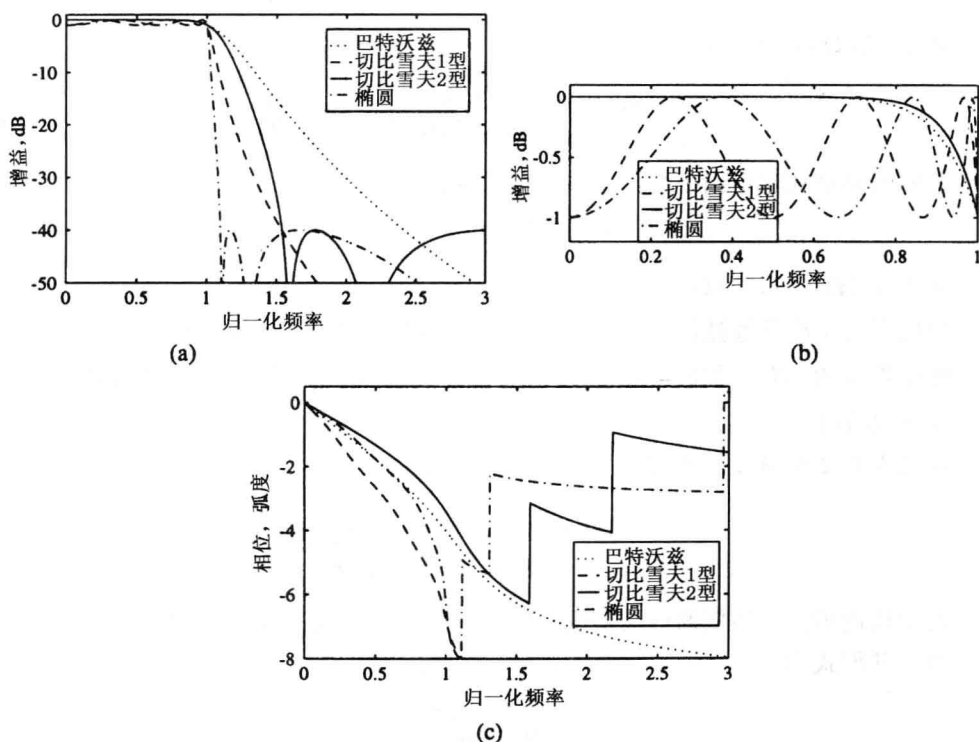 0
-10
-20
-30
-40
-50
增益,dB
巴特沃兹
切比雪夫1型
切比雪夫2型
椭圆
0 0.5 1 1.5 2 2.5 3
归一化频率
(a)
0
-0.5
-1
增益,dB
巴特沃兹
切比雪夫1型
切比雪夫2型
椭圆
0 0.2 0.4 0.6 0.8 1
归一化频率
(b)
0
-2
-4
-6
-8
相位，弧度
巴特沃兹
切比雪夫1型
切比雪夫2型
椭圆
0 0.5 1 1.5 2 2.5 3
归一化频率
(c)